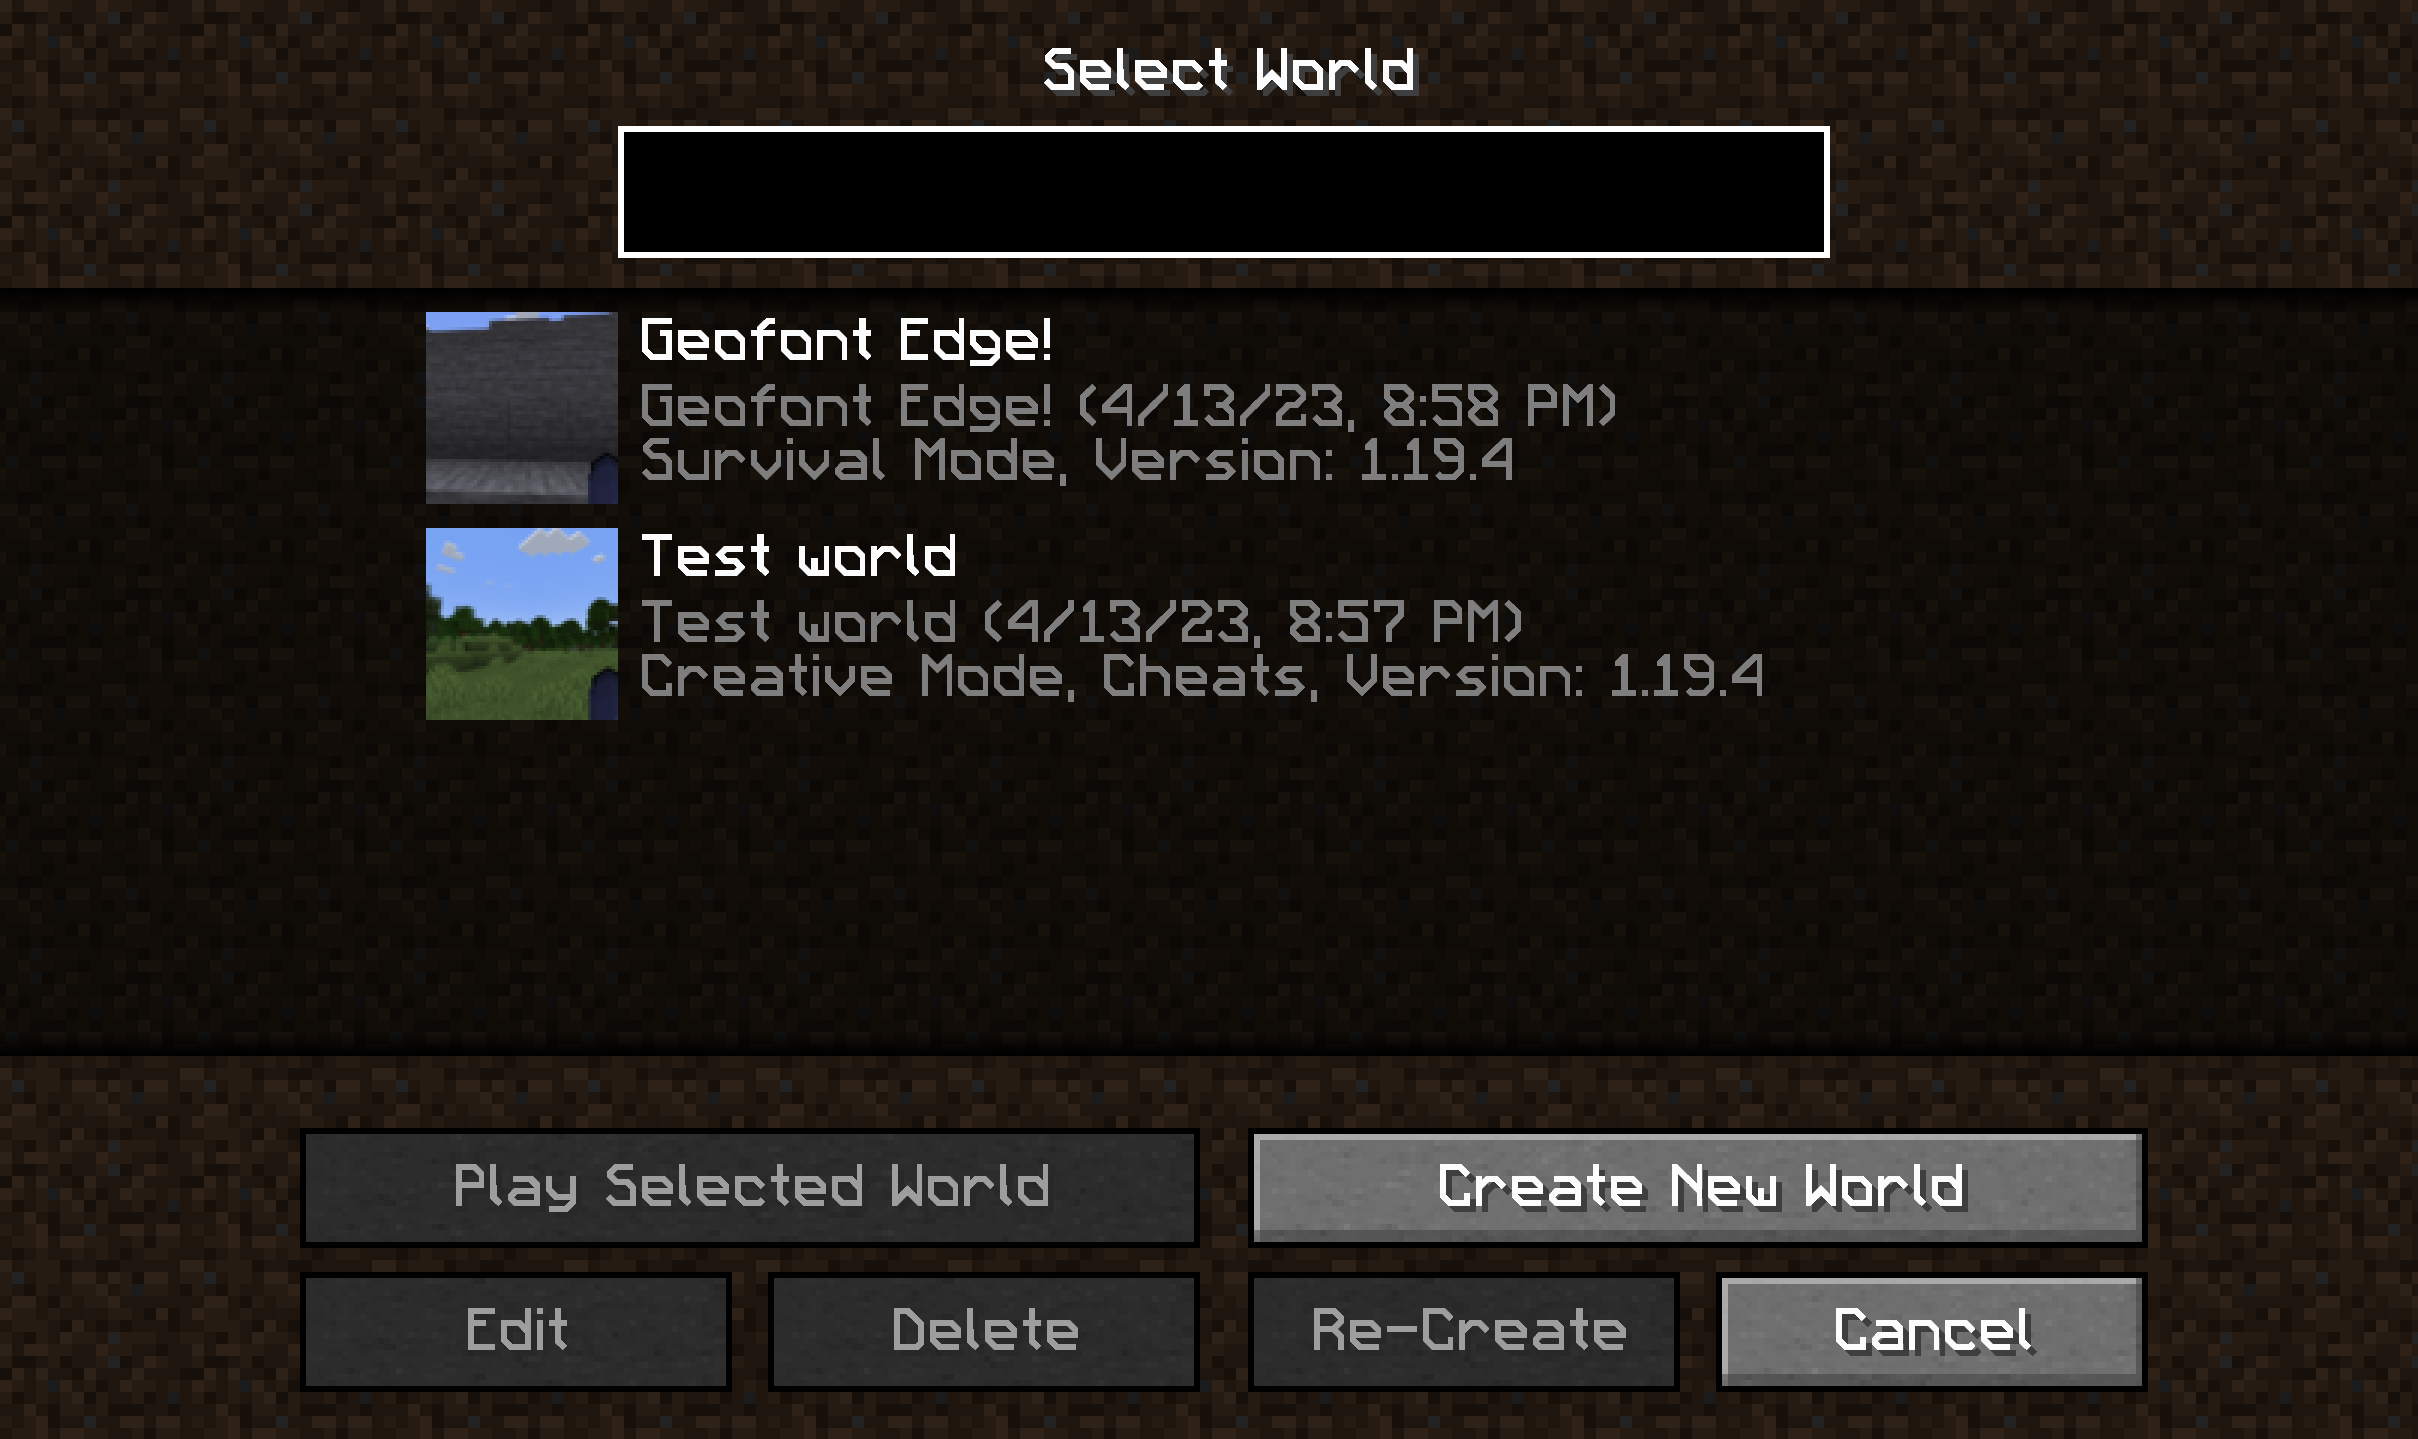 Select World
Geofont Edge!
Geofont Edge! (4/13/23, 8:58 PM)
Survival Mode, Version: 1.19.4
Test world
Test world (4/13/23, 8:57 PM)
Creative Mode, Cheats, Version: 1.19.4
Play Selected World
Create New World
Edit
Delete
Re-Create
Cancel